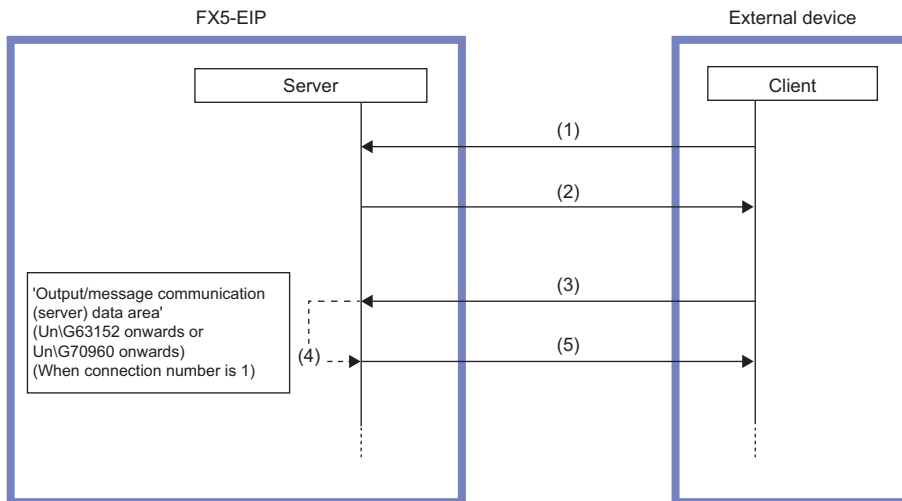 FX5-EIP
External device
Server
Client
(1)
(2)
(3)
'Output/message communication
(server) data area'
(Un\G63152 onwards or
Un\G70960 onwards)
(When connection number is 1)
(4)
(5)